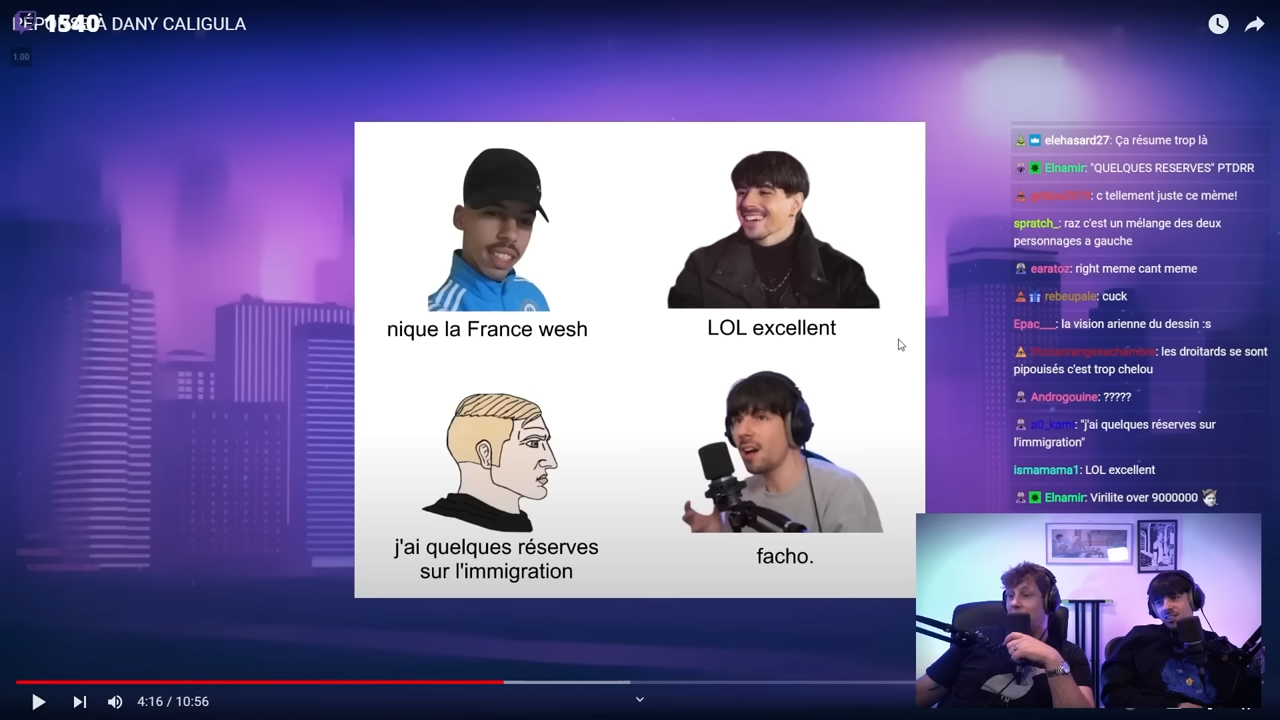 RÉPONSE À DANY CALIGULA
1540
1.00
nique la France wesh
LOL excellent
j'ai quelques réserves
sur l'immigration
facho.
elehasard27: Ça résume trop là
Elnamir: "QUELQUES RESERVES" PTDRR
: c tellement juste ce mème!
spratch_: raz c'est un mélange des deux
personnages a gauche
earatoz: right meme cant meme
rebeupale: cuck
Epac___: la vision arienne du dessin :s
: les droitards se sont
pipouisés c'est trop chelou
Androgouine: ?????
: "j'ai quelques réserves sur
l'immigration"
ismamama1: LOL excellent
Elnamir: Virilite over 9000000
4:16 / 10:56